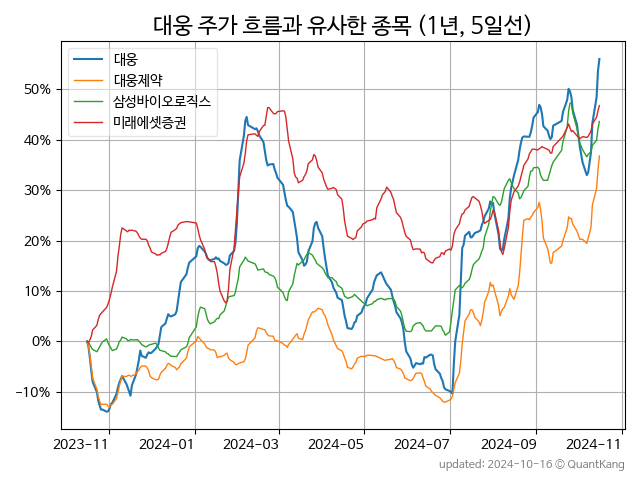 대웅 주가 흐름과 유사한 종목 (1년, 5일선)
대웅
대웅제약
삼성바이오로직스
미래에셋증권
50%
40%
30%
20%
10%
0%
−10%
2023-11 2024-01 2024-03 2024-05 2024-07 2024-09 2024-11
updated: 2024-10-16 © QuantKang